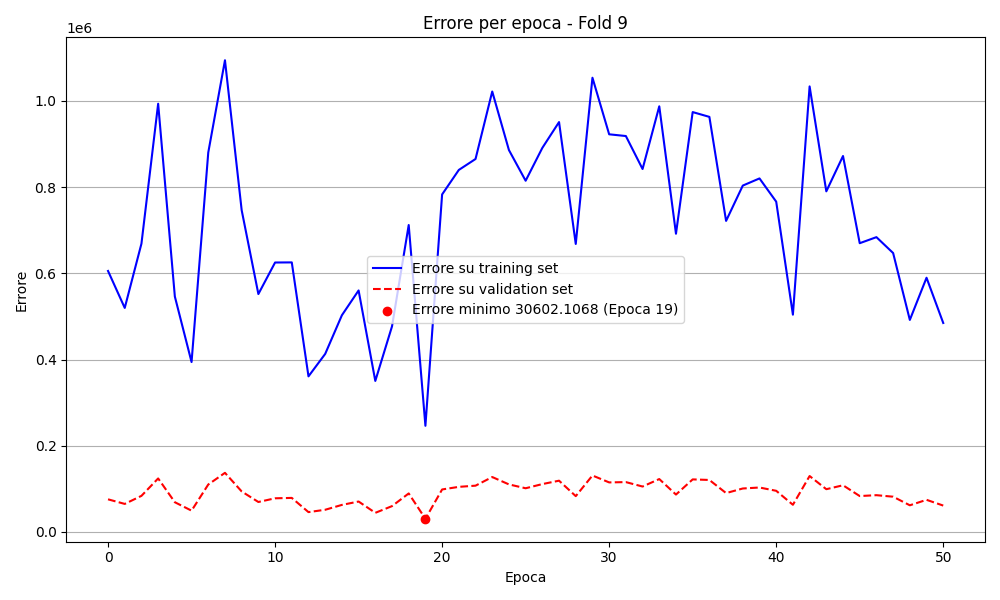 Errore per epoca - Fold 9
1e6
1.0
0.8
0.6
0.4
0.2
0.0
Errore
Errore su training set
Errore su validation set
Errore minimo 30602.1068 (Epoca 19)
0 10 20 30 40 50
Epoca